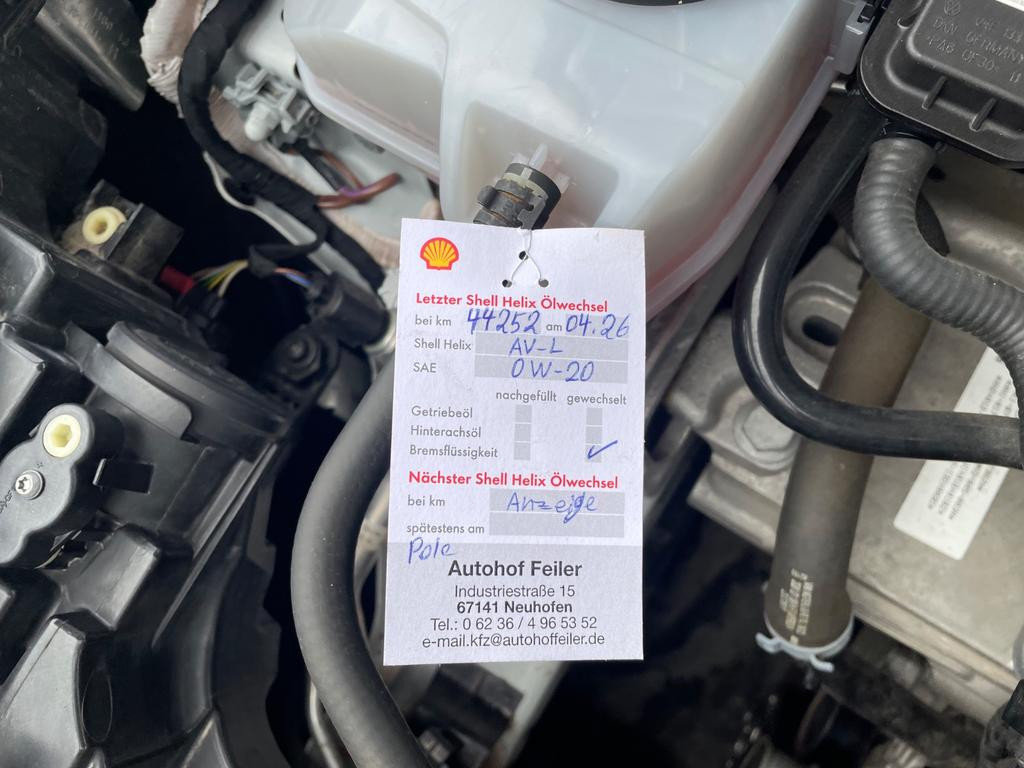 Letzter Shell Helix Ölwechsel
bei km 44252 am 04.26
Shell Helix AV-L
SAE 0W-20
nachgefüllt gewechselt
Getriebeöl
Hinterachsöl
Bremsflüssigkeit ✓
Nächster Shell Helix Ölwechsel
bei km Anzeige
spätestens am
Pole
Autohof Feiler
Industriestraße 15
67141 Neuhofen
Tel.: 0 62 36 / 4 96 53 52
e-mail.kfz@autohoffeiler.de
GERMANY